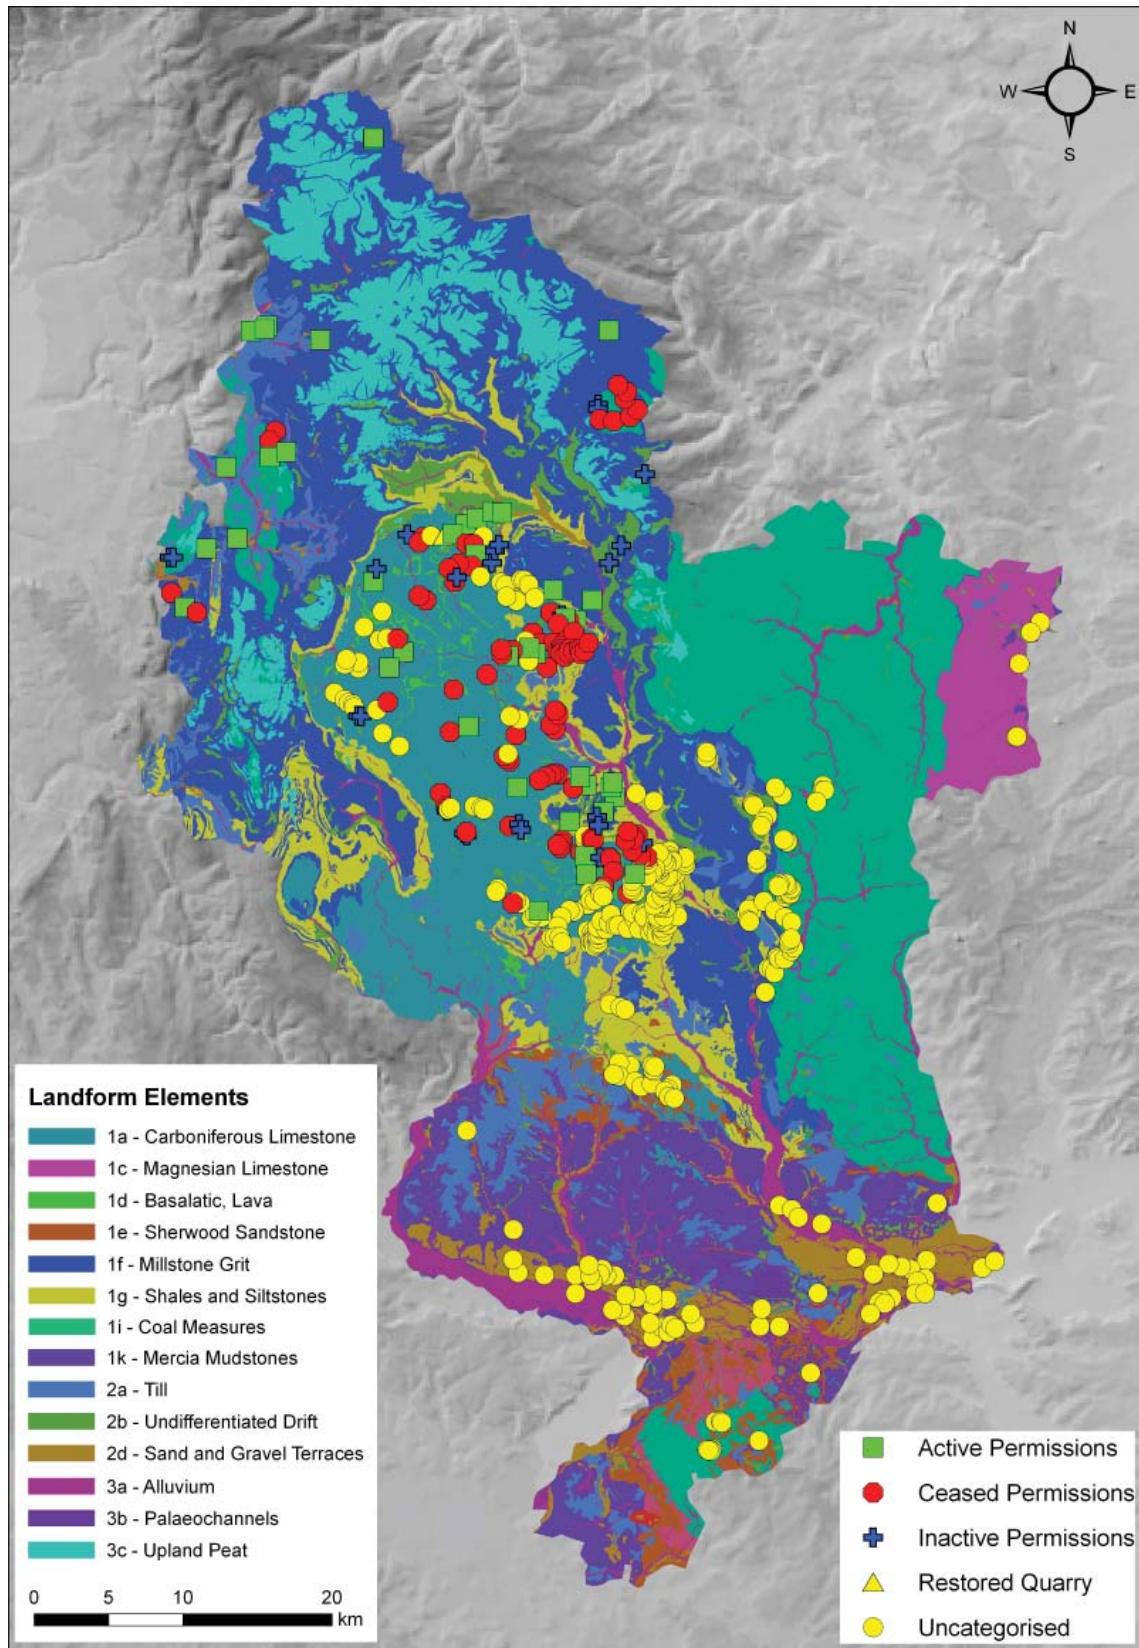 N
W E
S
Landform Elements
1a - Carboniferous Limestone
1c - Magnesian Limestone
1d - Basalatic, Lava
1e - Sherwood Sandstone
1f - Millstone Grit
1g - Shales and Siltstones
1i - Coal Measures
1k - Mercia Mudstones
2a - Till
2b - Undifferentiated Drift
2d - Sand and Gravel Terraces
3a - Alluvium
3b - Palaeochannels
3c - Upland Peat
0 5 10 20
km
Active Permissions
Ceased Permissions
Inactive Permissions
Restored Quarry
Uncategorised